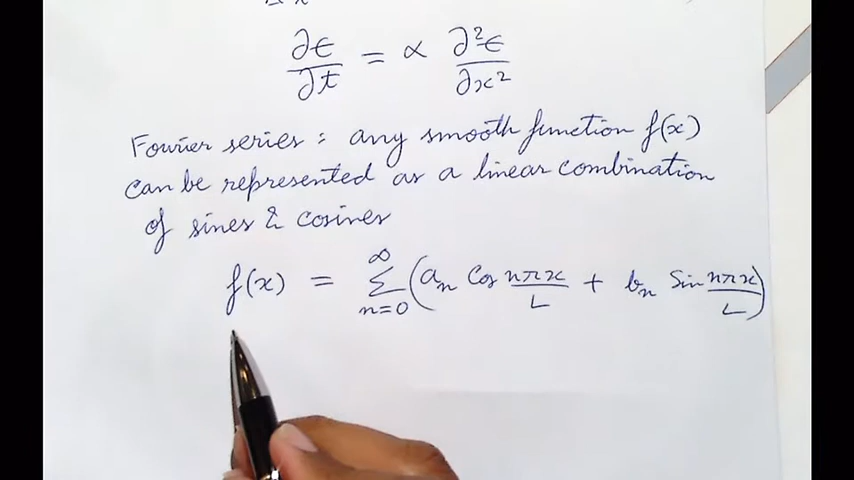 ∂ε/∂t = α ∂²ε/∂x²
Fourier series : any smooth function f(x)
can be represented as a linear combination
of sines & cosines
f(x) = ∑_{n=0}^{∞} (a_n Cos nπx/L + b_n Sin nπx/L)